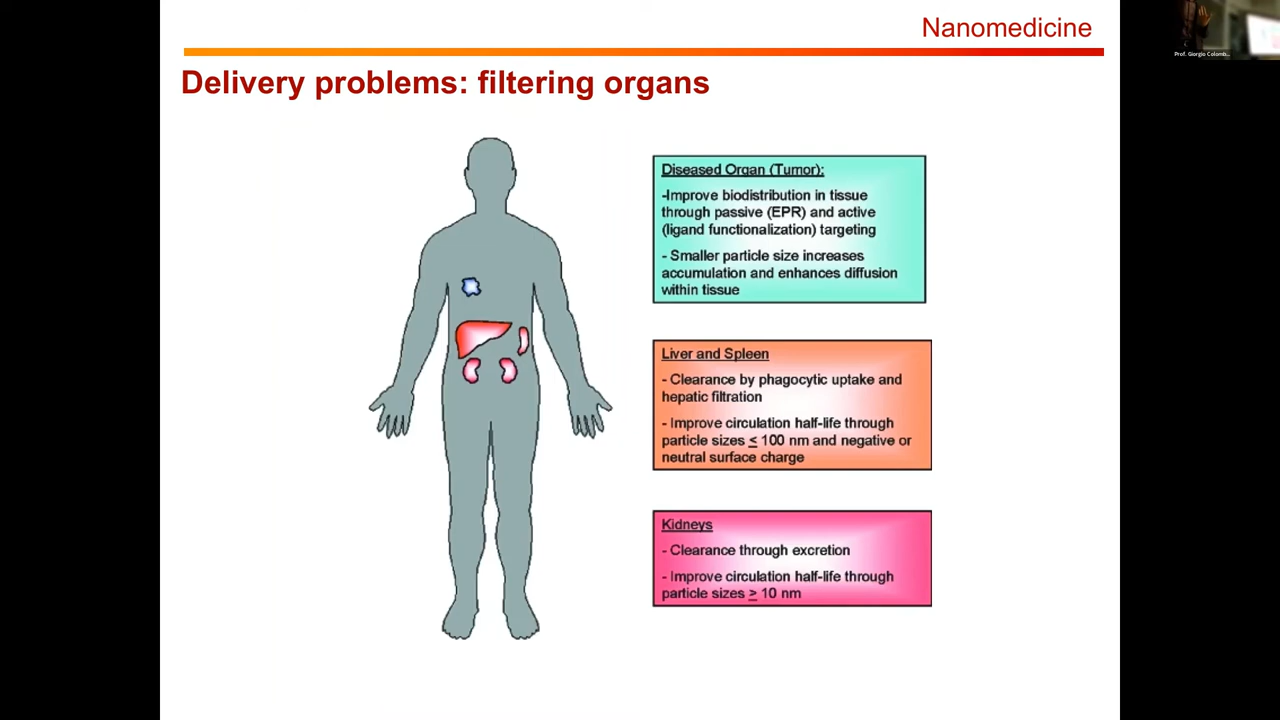 Nanomedicine
Prof. Giorgio Colomb...
Delivery problems: filtering organs
Diseased Organ (Tumor):
-Improve biodistribution in tissue
through passive (EPR) and active
(ligand functionalization) targeting
- Smaller particle size increases
accumulation and enhances diffusion
within tissue
Liver and Spleen
- Clearance by phagocytic uptake and
hepatic filtration
- Improve circulation half-life through
particle sizes ≤ 100 nm and negative or
neutral surface charge
Kidneys
- Clearance through excretion
- Improve circulation half-life through
particle sizes ≥ 10 nm